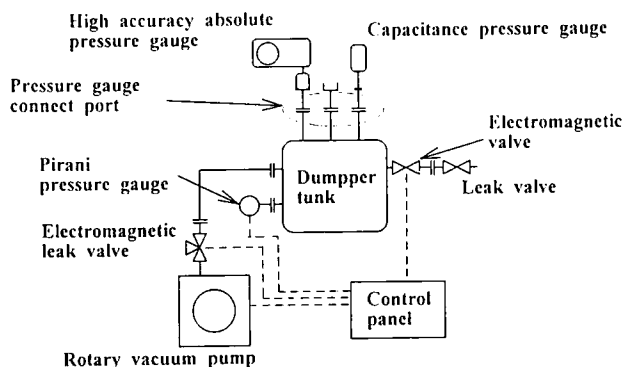 High accuracy absolute
pressure gauge
Capacitance pressure gauge
Pressure gauge
connect port
Electromagnetic
valve
Pirani
pressure gauge
Dumpper
tunk
Leak valve
Electromagnetic
leak valve
Control
panel
Rotary vacuum pump